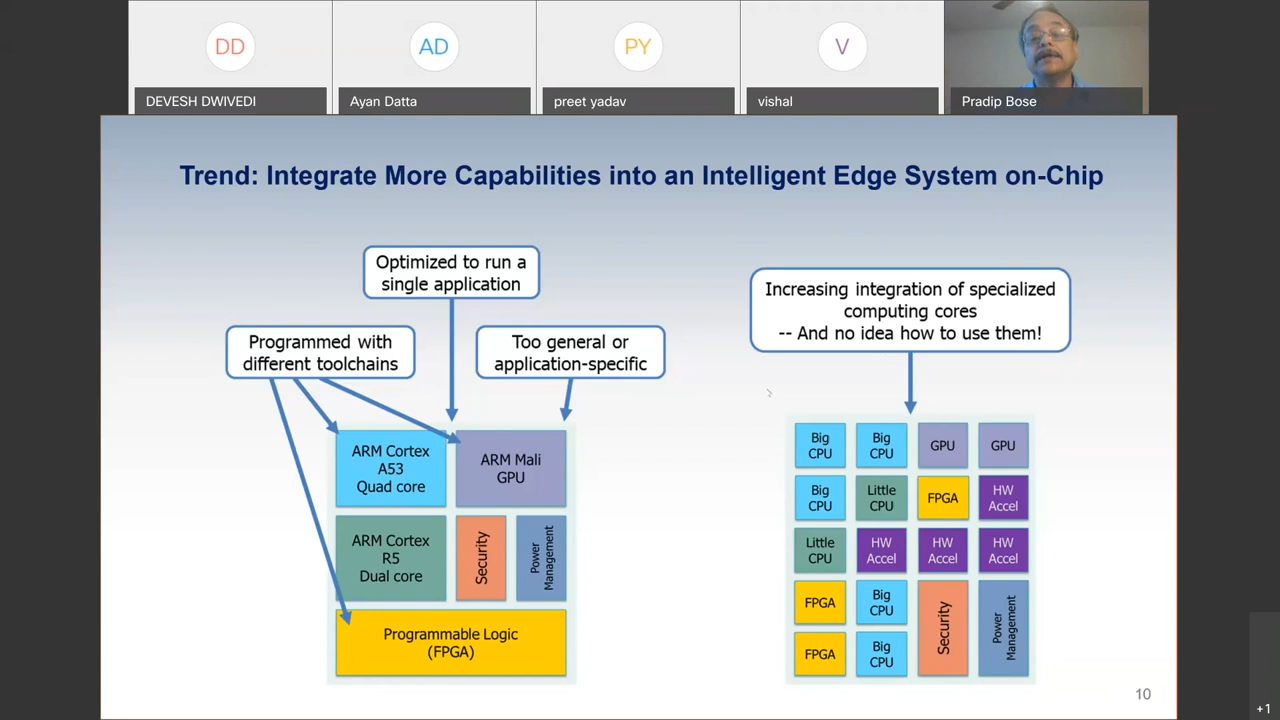 DD
AD
PY
V
DEVESH DWIVEDI
Ayan Datta
preet yadav
vishal
Pradip Bose
Trend: Integrate More Capabilities into an Intelligent Edge System on-Chip
Optimized to run a
single application
Programmed with
different toolchains
Too general or
application-specific
ARM Cortex
A53
Quad core
ARM Mali
GPU
ARM Cortex
R5
Dual core
Security
Power
Management
Programmable Logic
(FPGA)
Increasing integration of specialized
computing cores
-- And no idea how to use them!
Big
CPU
Big
CPU
GPU
GPU
Big
CPU
Little
CPU
FPGA
HW
Accel
Little
CPU
HW
Accel
HW
Accel
HW
Accel
FPGA
Big
CPU
Security
Power
Management
FPGA
Big
CPU
10
+1